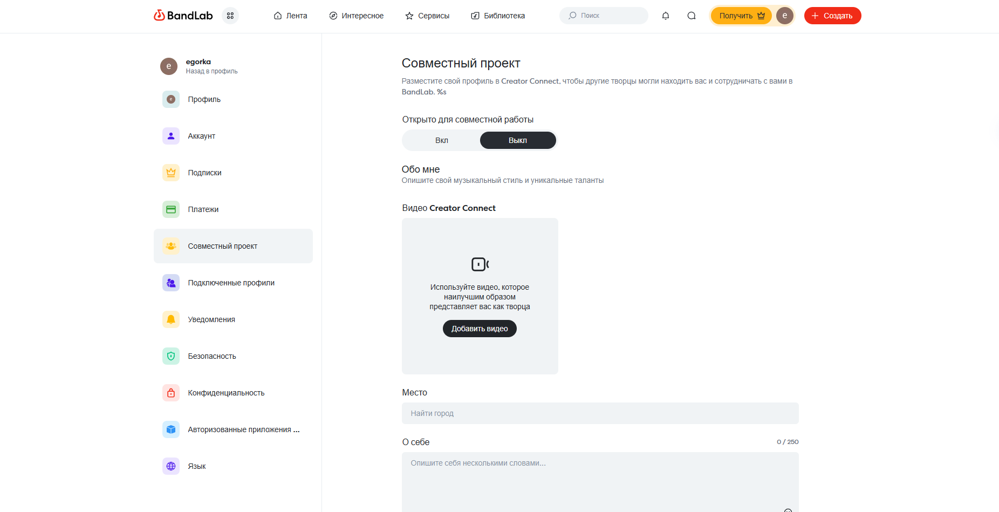 BandLab
Лента
Интересное
Сервисы
Библиотека
Поиск
Получить
e
Создать
e
egorka
Назад в профиль
e
Профиль
Аккаунт
Подписки
Платежи
Совместный проект
Подключенные профили
Уведомления
Безопасность
Конфиденциальность
Авторизованные приложения ...
Язык
Совместный проект
Разместите свой профиль в Creator Connect, чтобы другие творцы могли находить вас и сотрудничать с вами в
BandLab. %s
Открыто для совместной работы
Вкл
Выкл
Обо мне
Опишите свой музыкальный стиль и уникальные таланты
Видео Creator Connect
Используйте видео, которое
наилучшим образом
представляет вас как творца
Добавить видео
Место
Найти город
О себе
0 / 250
Опишите себя несколькими словами...